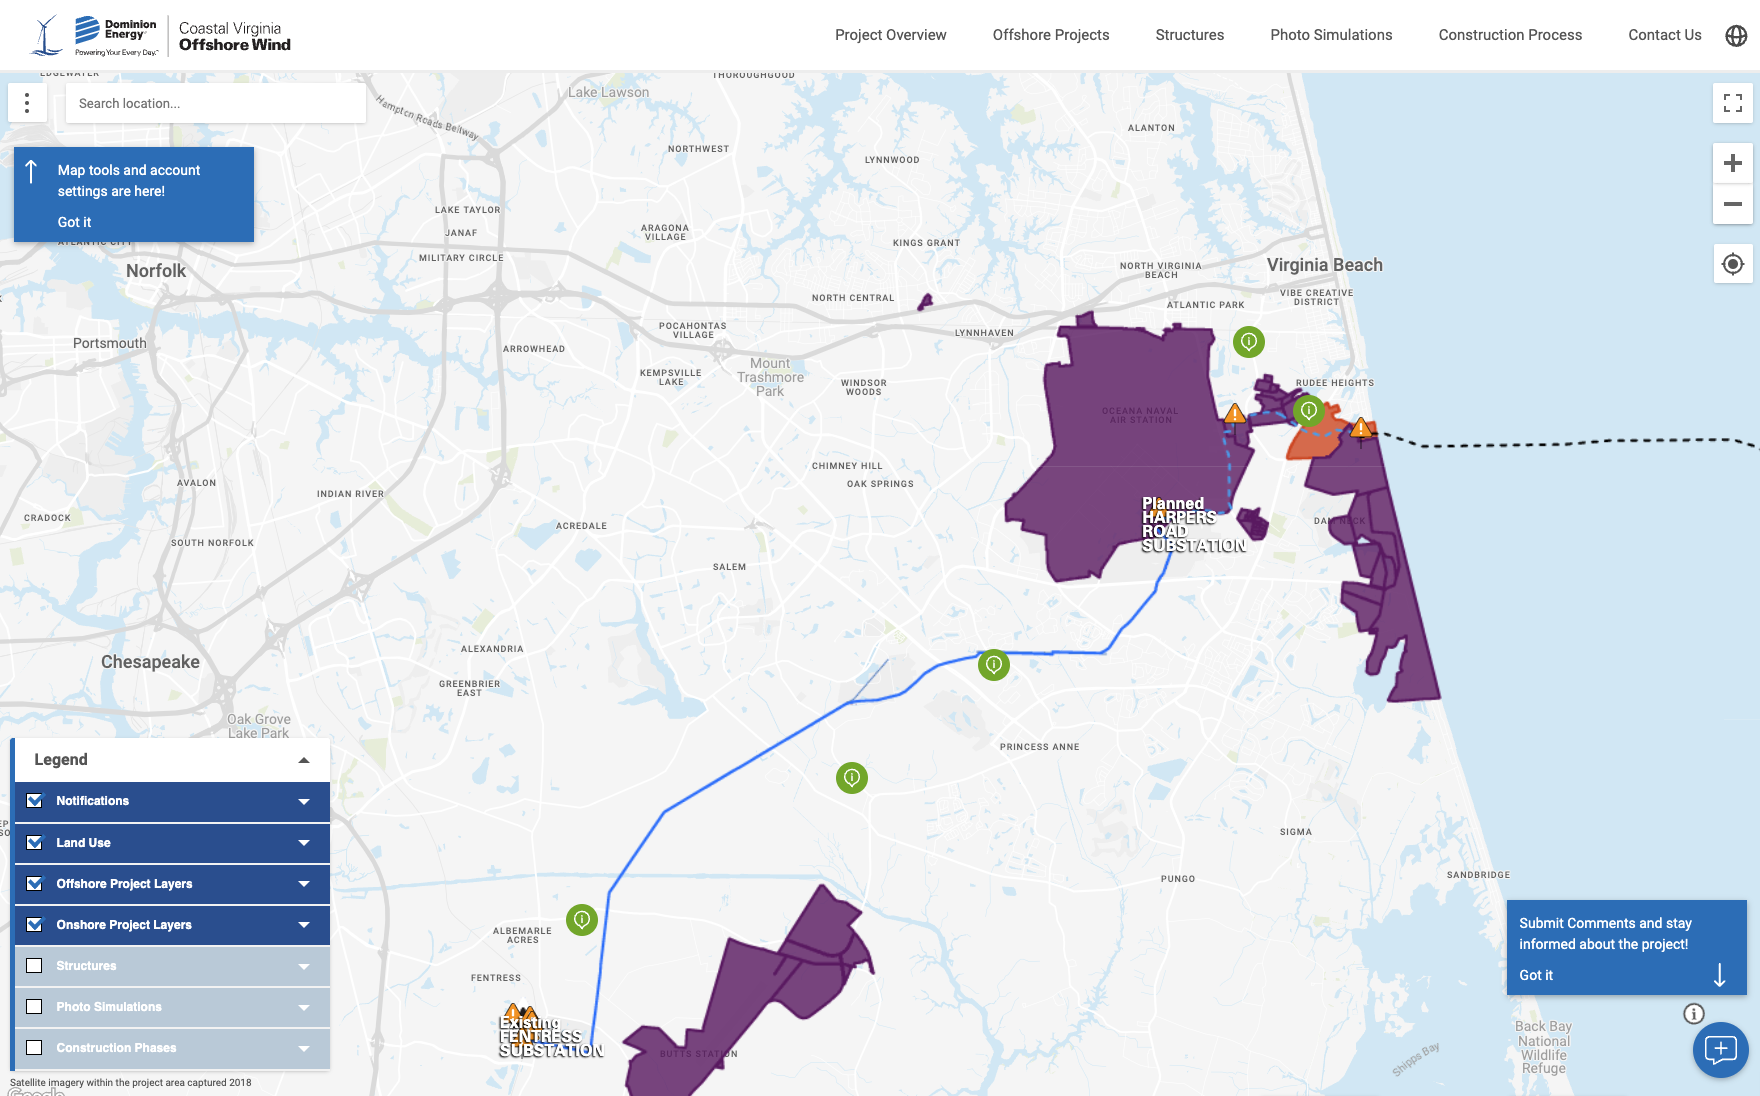 Dominion
Energy
Powering Your Every Day.
Coastal Virginia
Offshore Wind
Project Overview
Offshore Projects
Structures
Photo Simulations
Construction Process
Contact Us
EDGEWATER
THOROUGHGOOD
Search location...
Lake Lawson
Hampton Roads Beltway
ALANTON
NORTHWEST
LYNNWOOD
Map tools and account
settings are here!
Got it
LAKE TAYLOR
JANAF
ARAGONA
VILLAGE
KINGS GRANT
ATLANTIC CITY
MILITARY CIRCLE
Norfolk
NORTH VIRGINIA
BEACH
Virginia Beach
NORTH CENTRAL
VIBE CREATIVE
DISTRICT
ATLANTIC PARK
POCAHONTAS
VILLAGE
LYNNHAVEN
Portsmouth
ARROWHEAD
Mount
Trashmore
Park
KEMPSVILLE
LAKE
WINDSOR
WOODS
RUDEE HEIGHTS
OCEANA NAVAL
AIR STATION
CHIMNEY HILL
OAK SPRINGS
AVALON
INDIAN RIVER
CRADOCK
ACREDALE
Planned
HARPERS
ROAD
SUBSTATION
DAM NECK
SOUTH NORFOLK
SALEM
ALEXANDRIA
Chesapeake
GREENBRIER
EAST
Oak Grove
Lake Park
PRINCESS ANNE
Legend
Notifications
Land Use
Offshore Project Layers
Onshore Project Layers
Structures
Photo Simulations
Construction Phases
SIGMA
PUNGO
SANDBRIDGE
ALBEMARLE
ACRES
FENTRESS
Submit Comments and stay
informed about the project!
Got it
Existing
FENTRESS
SUBSTATION
BUTTS STATION
Back Bay
National
Wildlife
Refuge
Shipps Bay
Satellite imagery within the project area captured 2018
Google